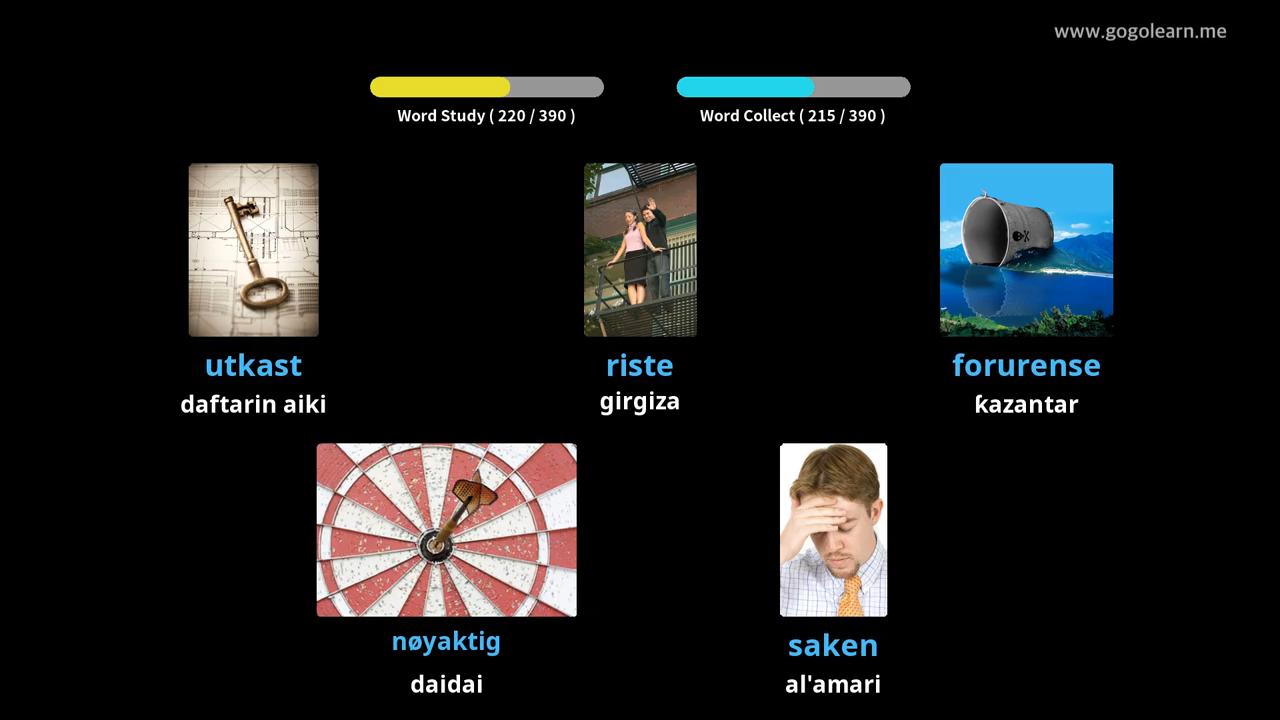 www.gogolearn.me
Word Study ( 220 / 390 )
Word Collect ( 215 / 390 )
utkast
daftarin aiki
riste
girgiza
forurense
ƙazantar
nøyaktig
daidai
saken
al'amari